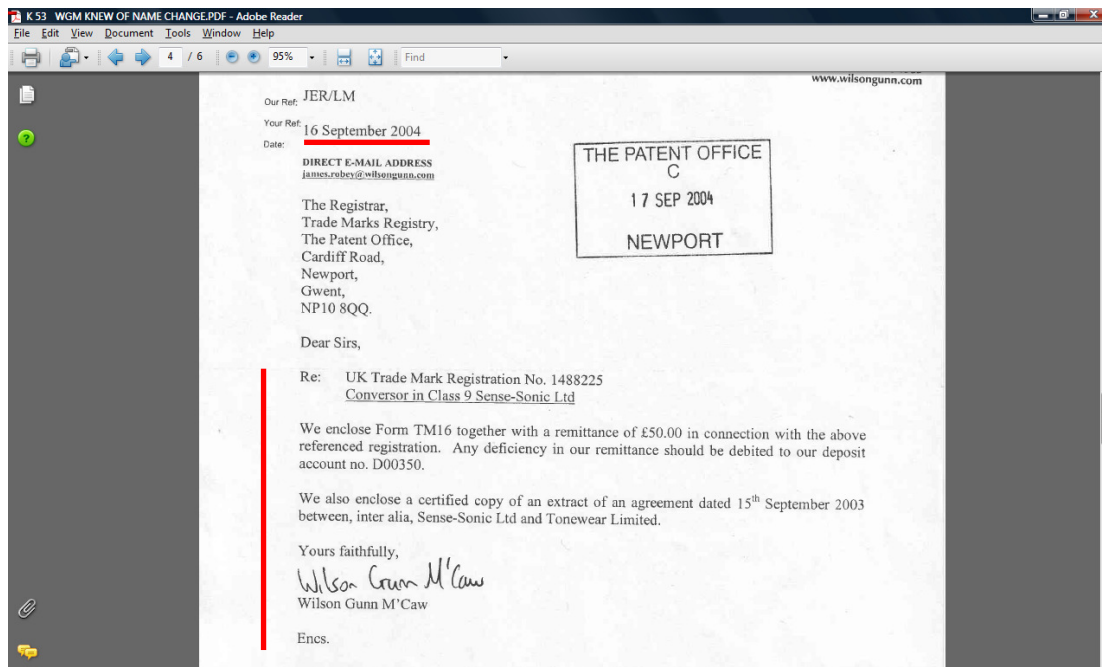 K 53 WGM KNEW OF NAME CHANGE.PDF - Adobe Reader
File Edit View Document Tools Window Help
4 / 6 95% Find
www.wilsongunn.com
Our Ref: JER/LM
Your Ref:
16 September 2004
Date:
DIRECT E-MAIL ADDRESS
james.robey@wilsongunn.com
THE PATENT OFFICE
C
17 SEP 2004
NEWPORT
The Registrar,
Trade Marks Registry,
The Patent Office,
Cardiff Road,
Newport,
Gwent,
NP10 8QQ.
Dear Sirs,
Re: UK Trade Mark Registration No. 1488225
Conversor in Class 9 Sense-Sonic Ltd
We enclose Form TM16 together with a remittance of £50.00 in connection with the above
referenced registration. Any deficiency in our remittance should be debited to our deposit
account no. D00350.
We also enclose a certified copy of an extract of an agreement dated 15th September 2003
between, inter alia, Sense-Sonic Ltd and Tonewear Limited.
Yours faithfully,
Wilson Gunn M'Caw
Wilson Gunn M'Caw
Encs.